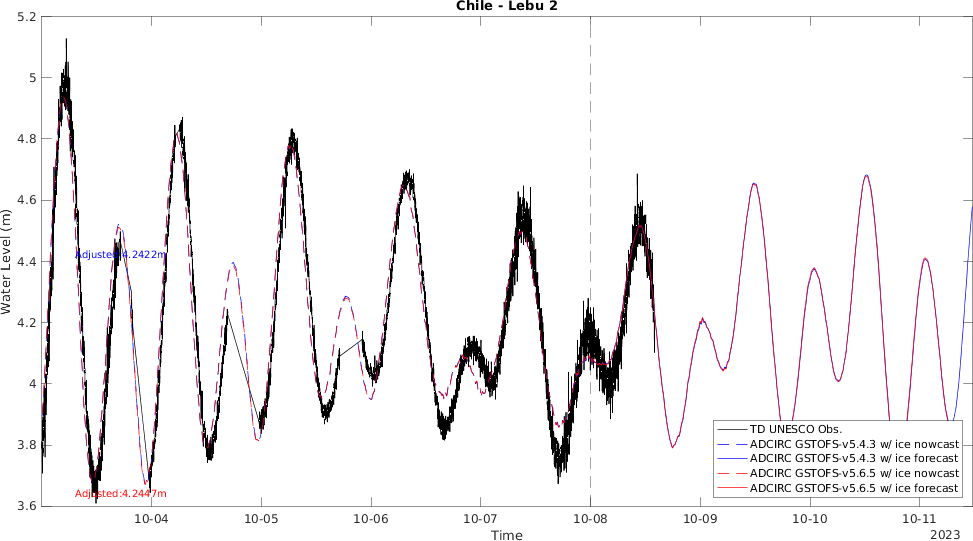 Chile - Lebu 2
5.2
5
4.8
4.6
4.4
4.2
4
3.8
3.6
Water Level (m)
Adjusted:4.2422m
Adjusted:4.2447m
TD UNESCO Obs.
ADCIRC GSTOFS-v5.4.3 w/ ice nowcast
ADCIRC GSTOFS-v5.4.3 w/ ice forecast
ADCIRC GSTOFS-v5.6.5 w/ ice nowcast
ADCIRC GSTOFS-v5.6.5 w/ ice forecast
10-04 10-05 10-06 10-07 10-08 10-09 10-10 10-11
Time
2023